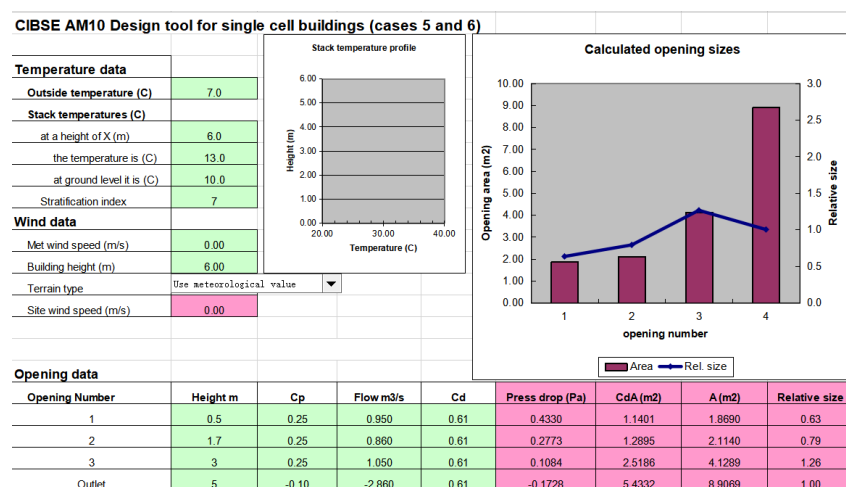 CIBSE AM10 Design tool for single cell buildings (cases 5 and 6)
Temperature data
Outside temperature (C) 7.0
Stack temperatures (C)
at a height of X (m) 6.0
the temperature is (C) 13.0
at ground level it is (C) 10.0
Stratification index 7
Wind data
Met wind speed (m/s) 0.00
Building height (m) 6.00
Terrain type Use meteorological value
Site wind speed (m/s) 0.00
Stack temperature profile
Height (m)
6.00
5.00
4.00
3.00
2.00
1.00
0.00
20.00 30.00 40.00
Temperature (C)
Calculated opening sizes
Opening area (m2)
10.00
9.00
8.00
7.00
6.00
5.00
4.00
3.00
2.00
1.00
0.00
3.0
2.5
2.0
1.5
1.0
0.5
0.0
Relative size
1 2 3 4
opening number
Area Rel. size
Opening data
Opening Number Height m Cp Flow m3/s Cd Press drop (Pa) CdA (m2) A (m2) Relative size
1 0.5 0.25 0.950 0.61 0.4330 1.1401 1.8690 0.63
2 1.7 0.25 0.860 0.61 0.2773 1.2895 2.1140 0.79
3 3 0.25 1.050 0.61 0.1084 2.5186 4.1289 1.26
Outlet 5 -0.10 -2.860 0.61 -0.1728 5.4332 8.9069 1.00